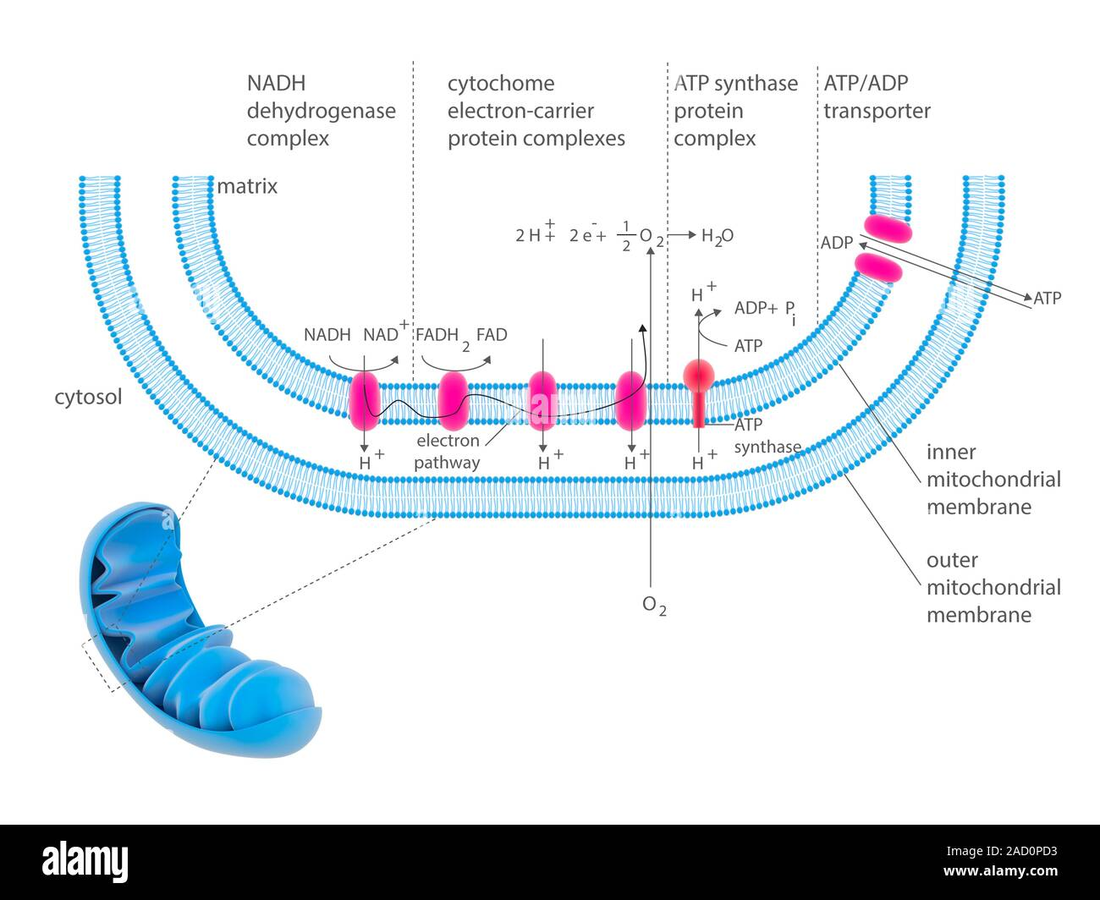 NADH
dehydrogenase
complex
cytochome
electron-carrier
protein complexes
ATP synthase
protein
complex
ATP/ADP
transporter
matrix
2 H+ + 2 e- + 1/2 O2 → H2O
ADP
ATP
H+
ADP+ Pi
ATP
NADH NAD+ FADH2 FAD
cytosol
electron
pathway
ATP
synthase
H+ H+ H+ H+
inner
mitochondrial
membrane
outer
mitochondrial
membrane
O2
a
alamy
Image ID: 2AD0PD3
www.alamy.com